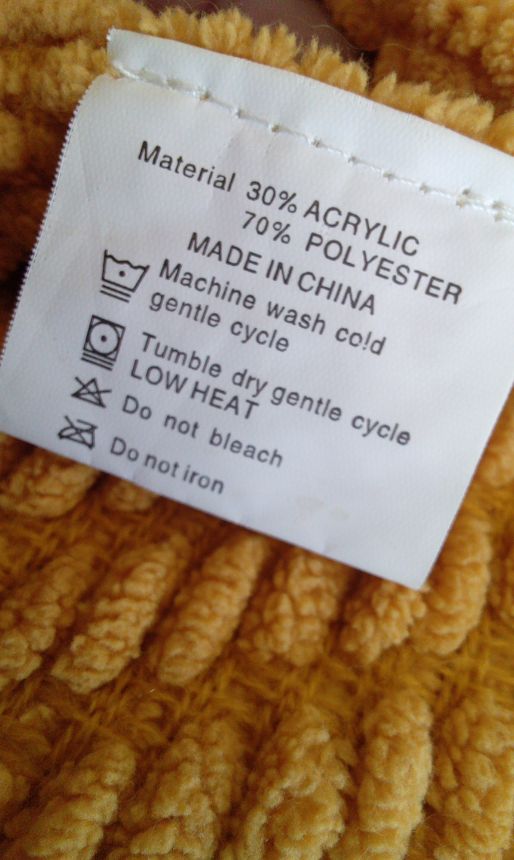 Material 30% ACRYLIC
70% POLYESTER
MADE IN CHINA
Machine wash cold
gentle cycle
Tumble dry gentle cycle
LOW HEAT
Do not bleach
Do not iron